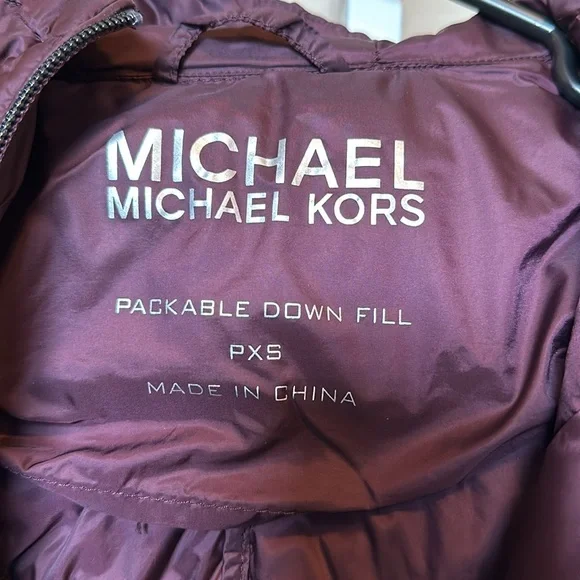 MICHAEL
MICHAEL KORS
PACKABLE DOWN FILL
PXS
MADE IN CHINA